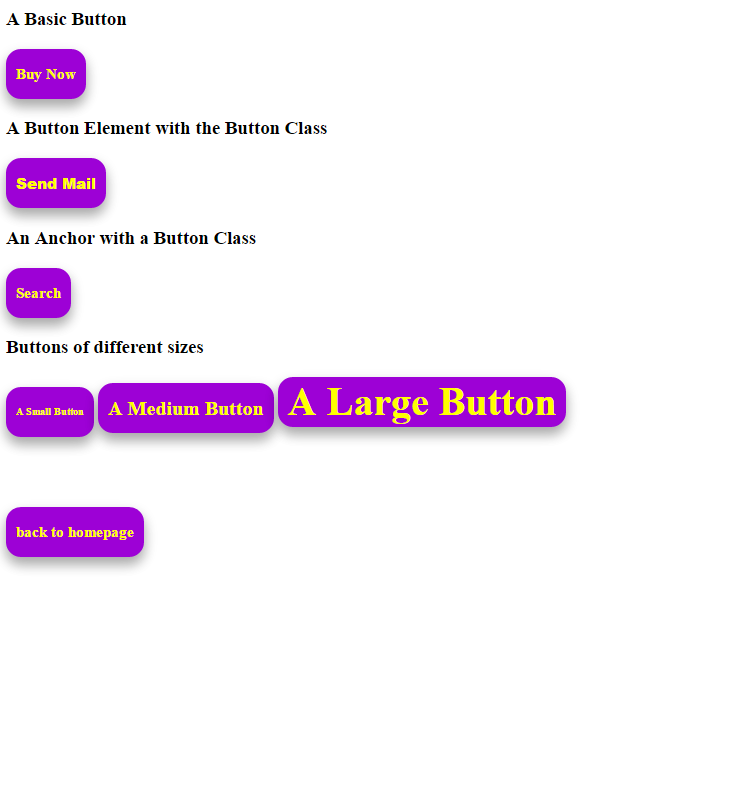 A Basic Button
Buy Now
A Button Element with the Button Class
Send Mail
An Anchor with a Button Class
Search
Buttons of different sizes
A Small Button A Medium Button A Large Button
back to homepage